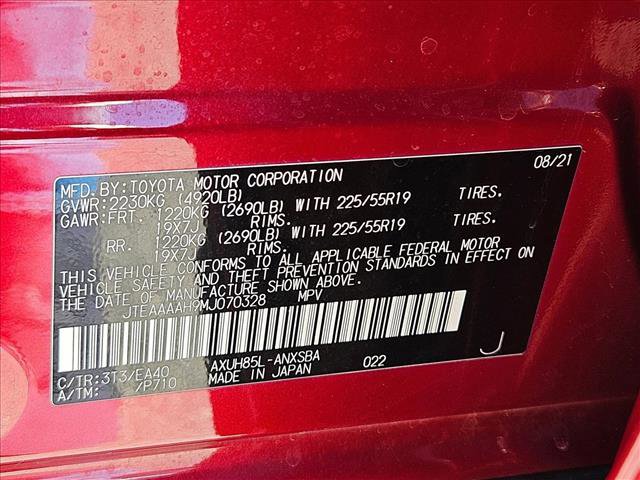 MFD. BY: TOYOTA MOTOR CORPORATION 08/21
GVWR: 2230KG (4920LB)
GAWR: FRT. 1220KG (2690LB) WITH 225/55R19 TIRES.
19X7J RIMS.
RR. 1220KG (2690LB) WITH 225/55R19 TIRES.
19X7J RIMS.
THIS VEHICLE CONFORMS TO ALL APPLICABLE FEDERAL MOTOR
VEHICLE SAFETY AND THEFT PREVENTION STANDARDS IN EFFECT ON
THE DATE OF MANUFACTURE SHOWN ABOVE.
JTEAAAAH9MJ070328 MPV
C/TR: 3T3/EA40 AXUH85L-ANXSBA 022 J
A/TM: /P710 MADE IN JAPAN